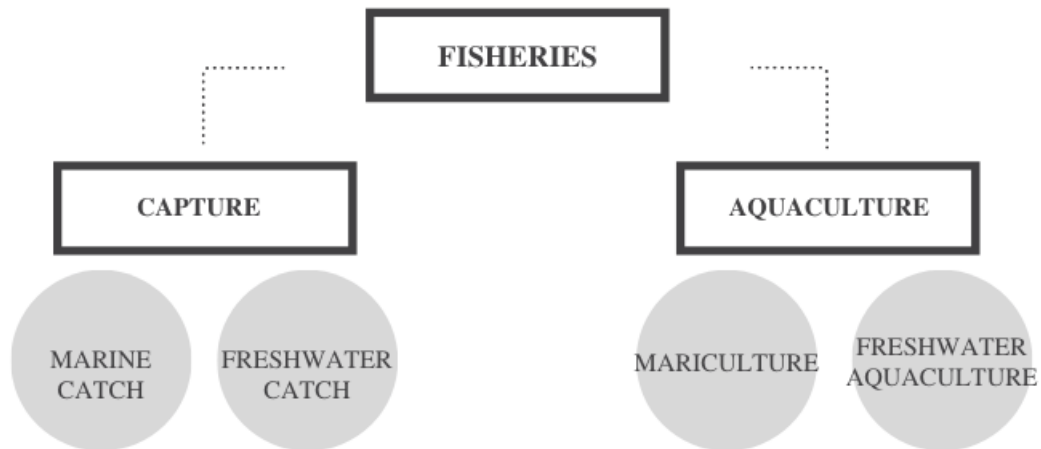 FISHERIES
CAPTURE
AQUACULTURE
MARINE
CATCH
FRESHWATER
CATCH
MARICULTURE
FRESHWATER
AQUACULTURE